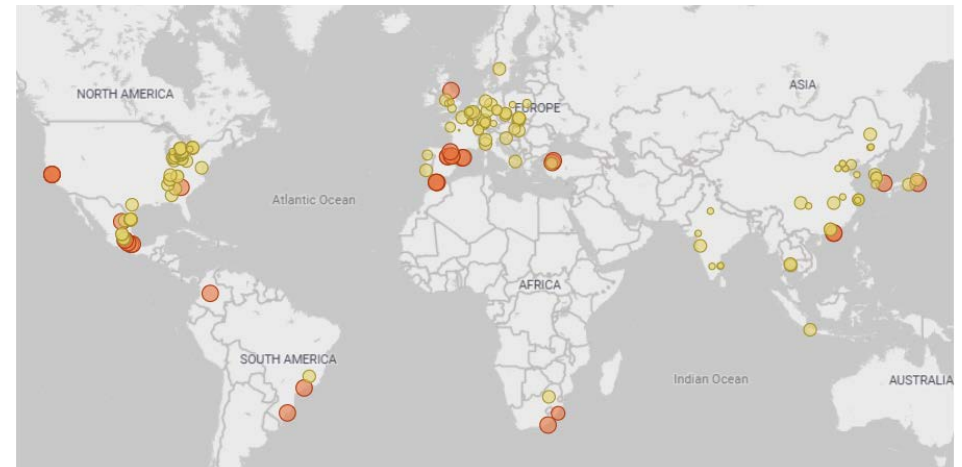 NORTH AMERICA
EUROPE
ASIA
Atlantic Ocean
AFRICA
SOUTH AMERICA
Indian Ocean
AUSTRALIA